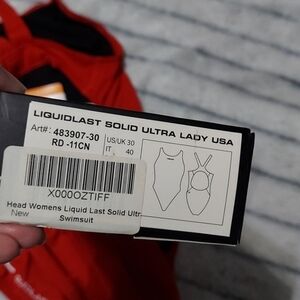 LIQUIDLAST SOLID ULTRA LADY USA
Art#: 483907-30
RD -11CN
US/UK 30
IT 40
X000OZTIFF
Head Womens Liquid Last Solid Ultr
Swimsuit
New